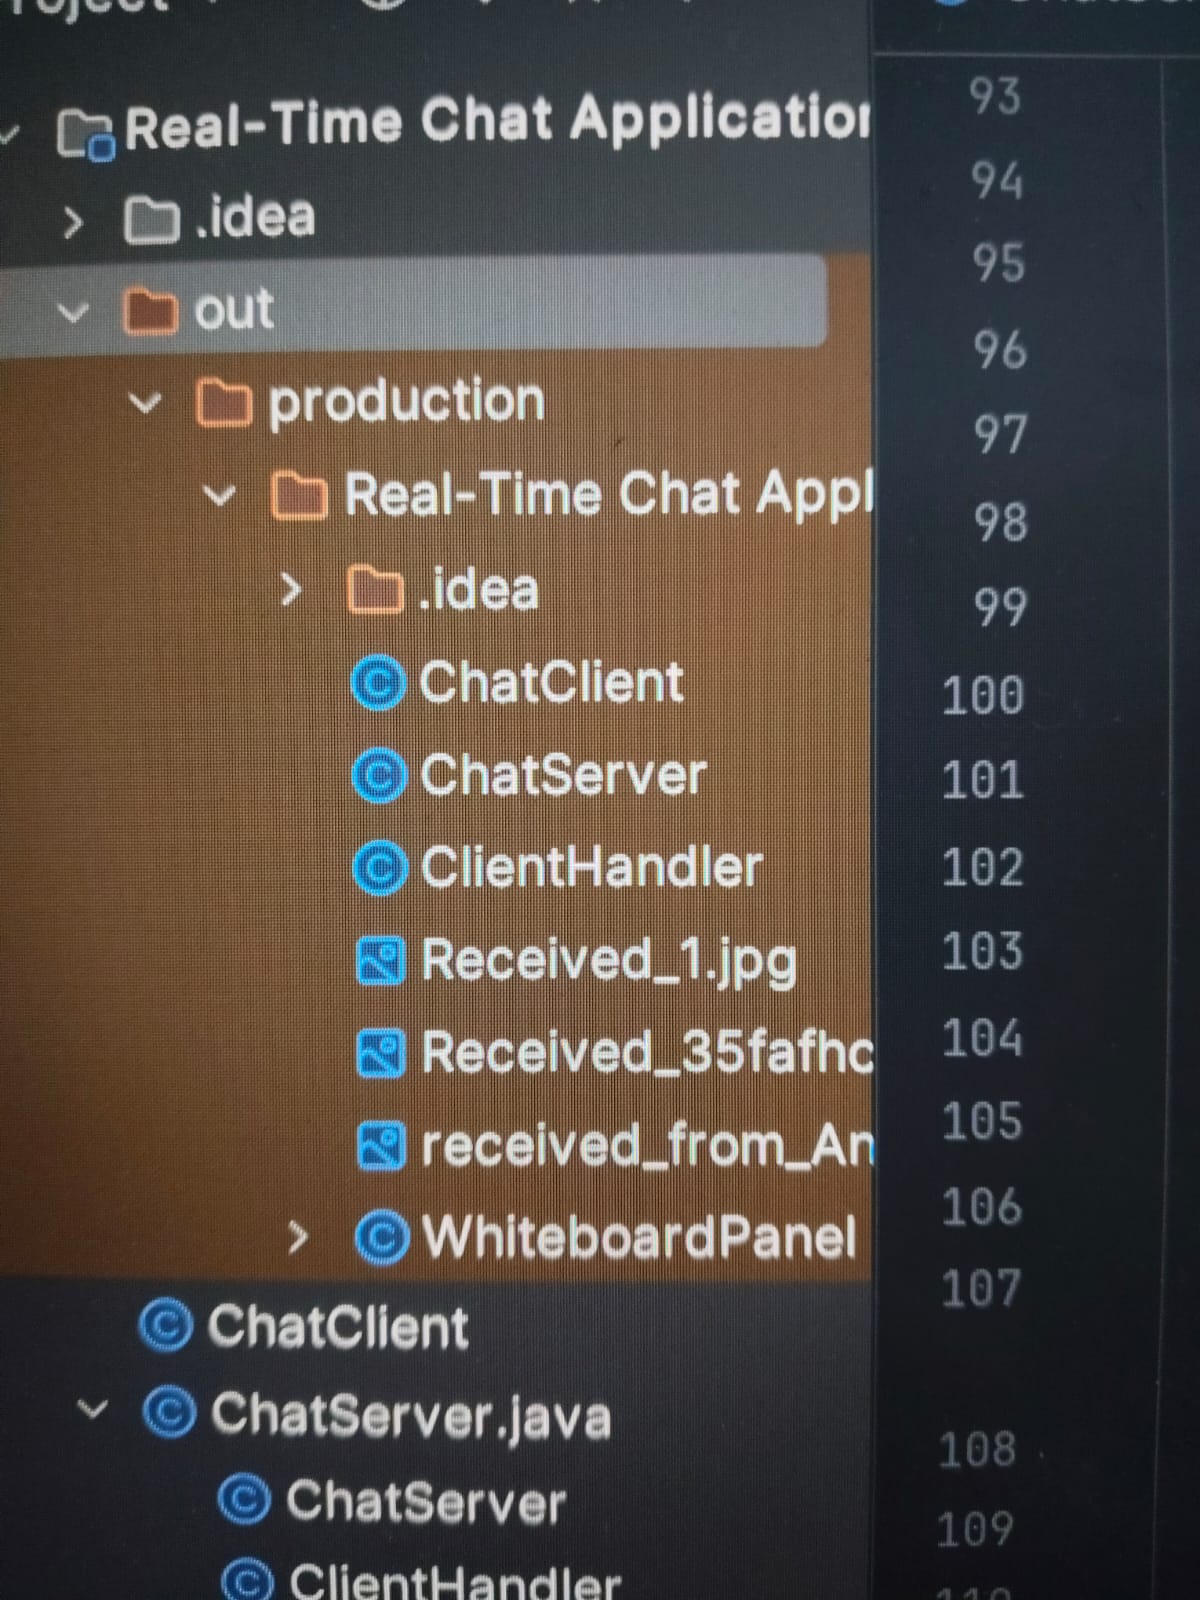 Real-Time Chat Application
.idea
out
production
Real-Time Chat Appl
.idea
ChatClient
ChatServer
ClientHandler
Received_1.jpg
Received_35fafhc
received_from_An
WhiteboardPanel
ChatClient
ChatServer.java
ChatServer
ClientHandler
93
94
95
96
97
98
99
100
101
102
103
104
105
106
107
108
109